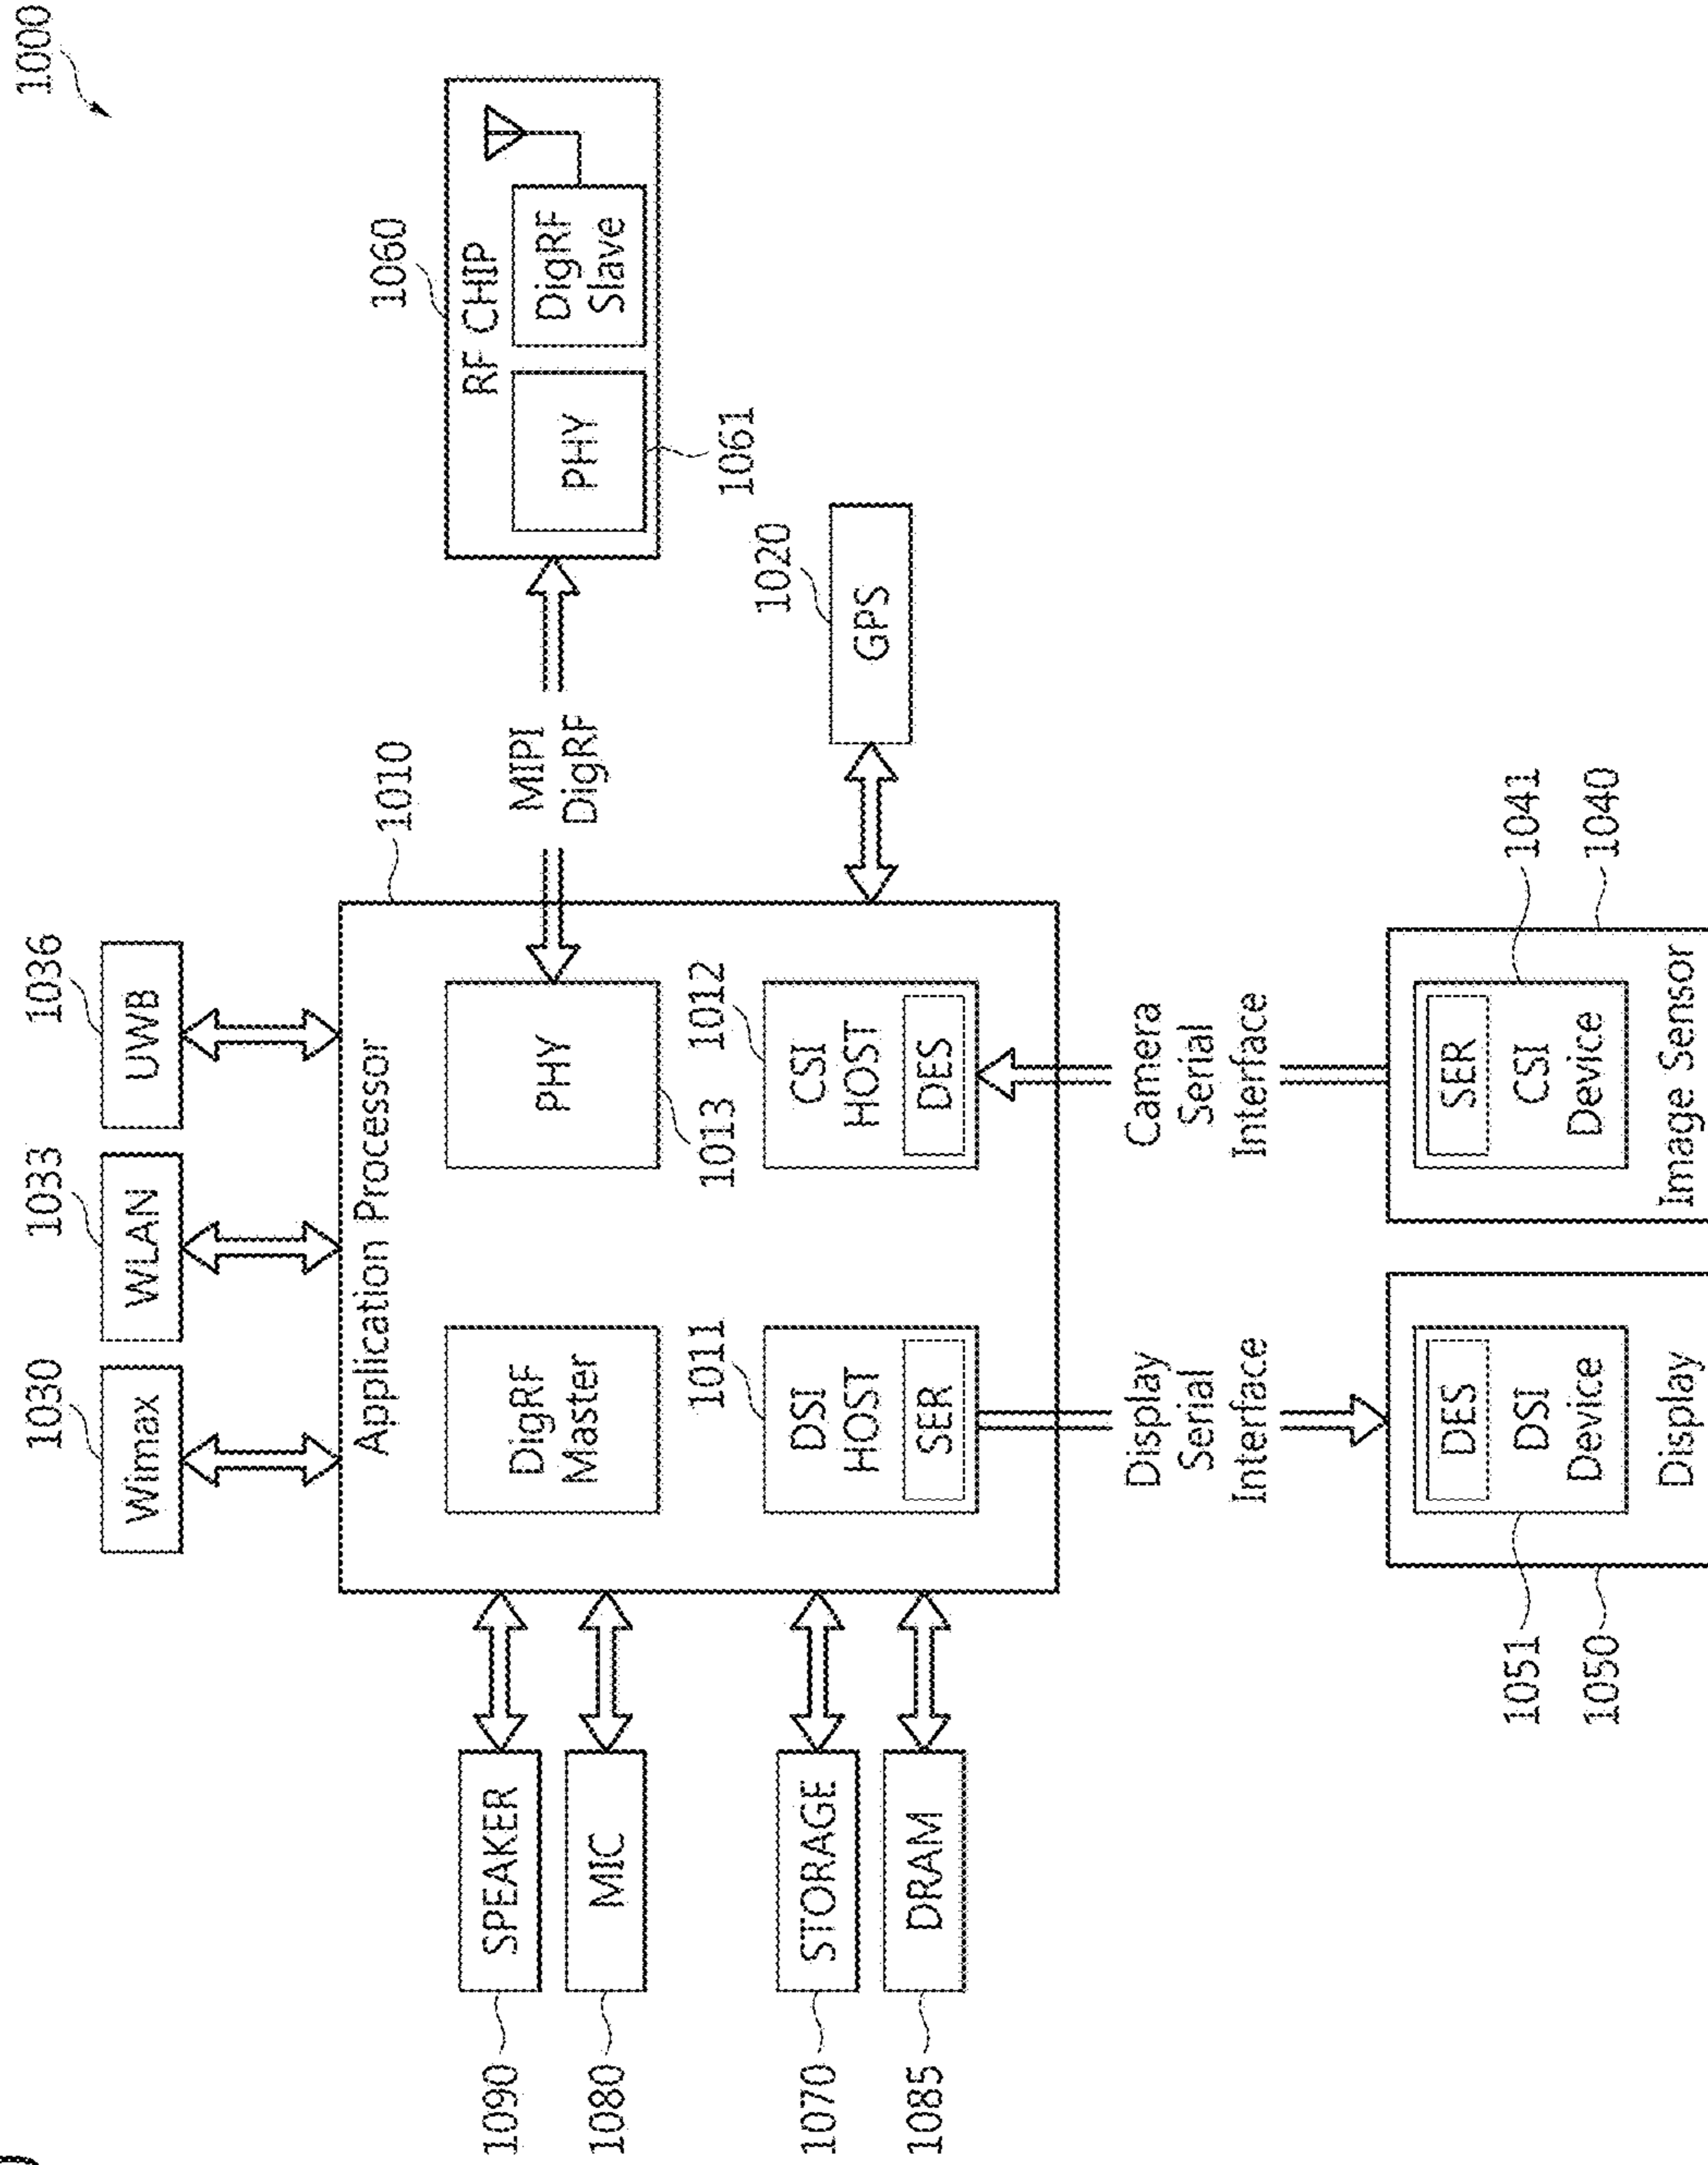 1000
1030
1033
1036
Wimax
WLAN
UWB
1010
1060
Application Processor
RF CHIP
1090
SPEAKER
DigRF
Master
PHY
MIPI
DigRF
PHY
DigRF
Slave
1080
MIC
1013
1061
1011
1012
1020
1070
STORAGE
DSI
HOST
SER
CSI
HOST
DES
GPS
1085
DRAM
Display
Serial
Interface
Camera
Serial
Interface
1051
DES
DSI
Device
SER
CSI
Device
1041
1050
1040
Display
Image Sensor